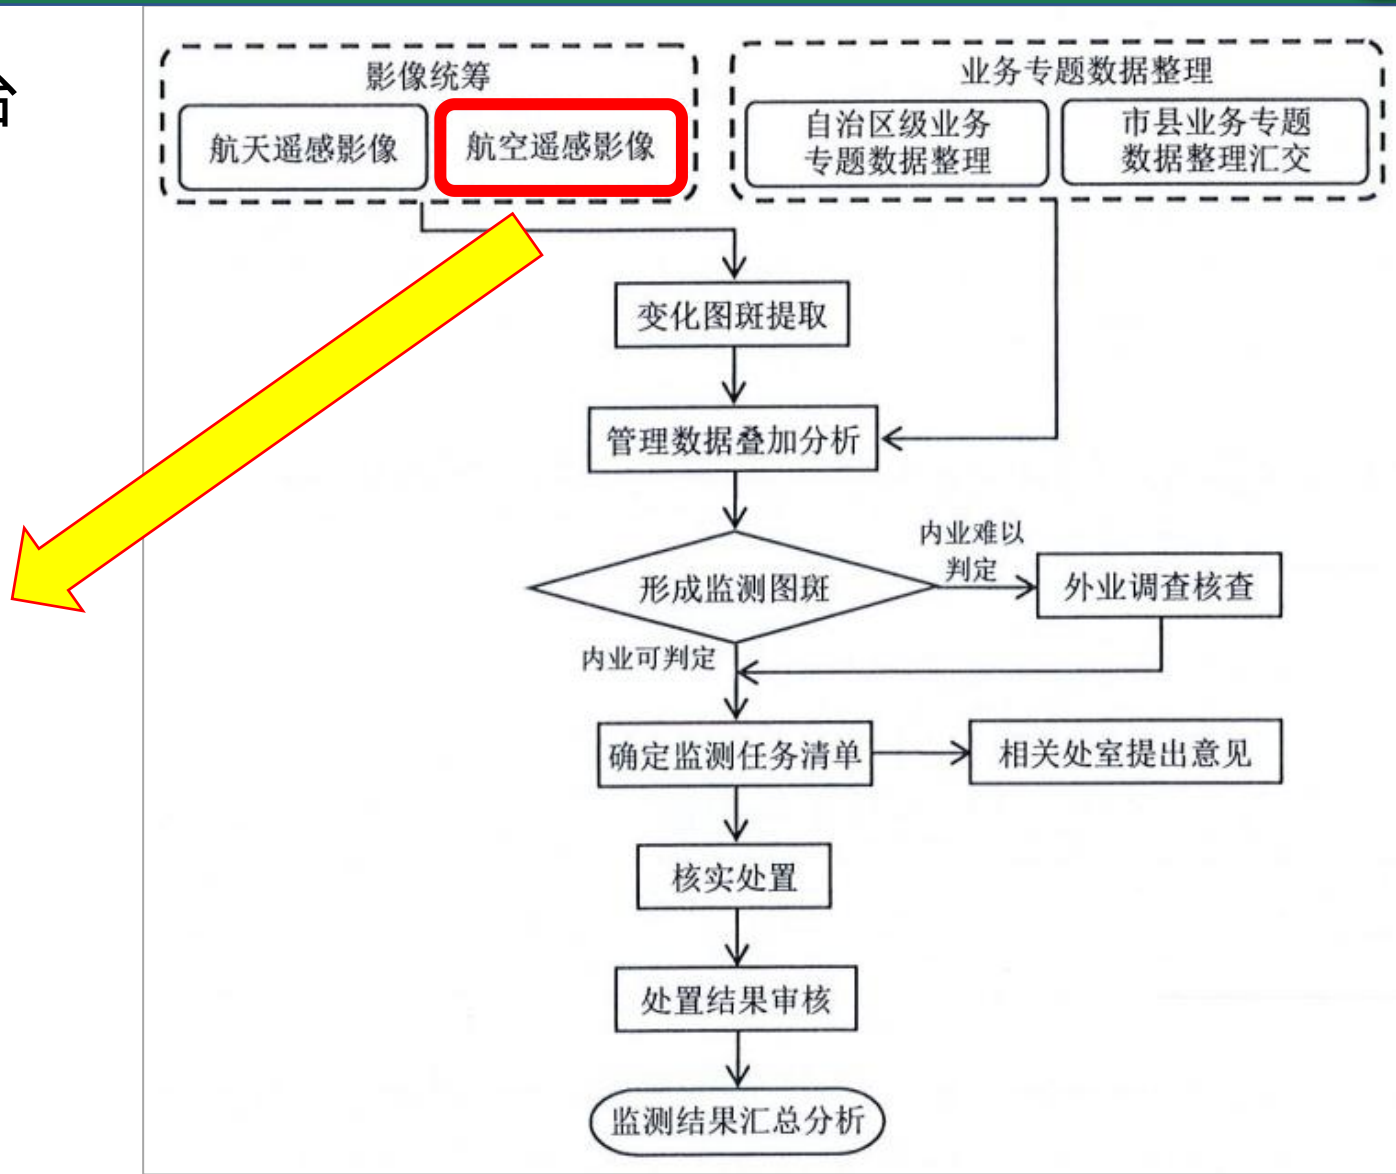 台
影像统筹
航天遥感影像
航空遥感影像
业务专题数据整理
自治区级业务
专题数据整理
市县业务专题
数据整理汇交
变化图斑提取
管理数据叠加分析
形成监测图斑
内业难以
判定
外业调查核查
内业可判定
确定监测任务清单
相关处室提出意见
核实处置
处置结果审核
监测结果汇总分析